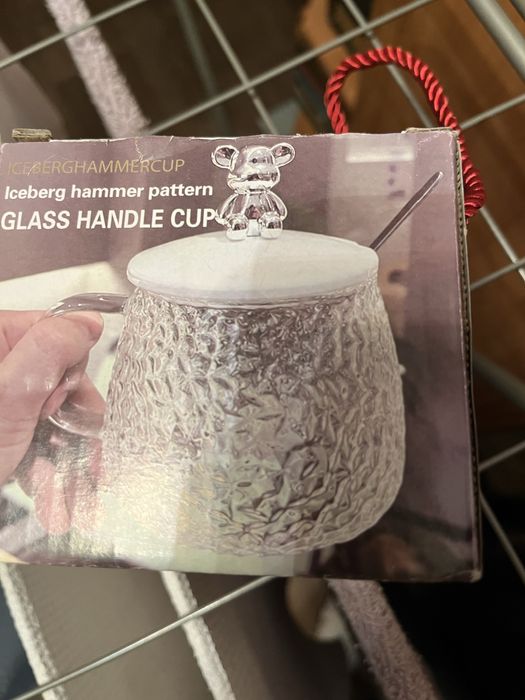 ICEBERGHAMMERCUP
Iceberg hammer pattern
GLASS HANDLE CUP